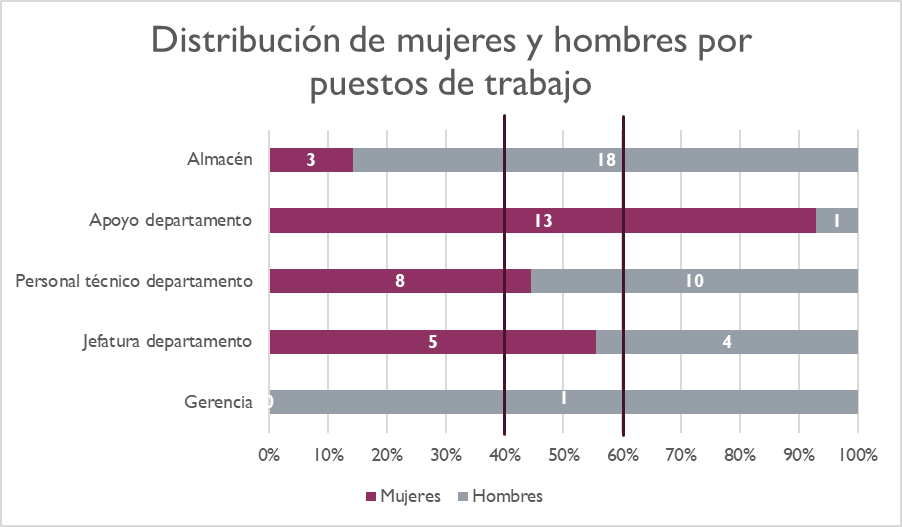 Distribución de mujeres y hombres por
puestos de trabajo
Almacén
3
18
Apoyo departamento
13
1
Personal técnico departamento
8
10
Jefatura departamento
5
4
Gerencia
0
1
0%
10%
20%
30%
40%
50%
60%
70%
80%
90%
100%
Mujeres
Hombres